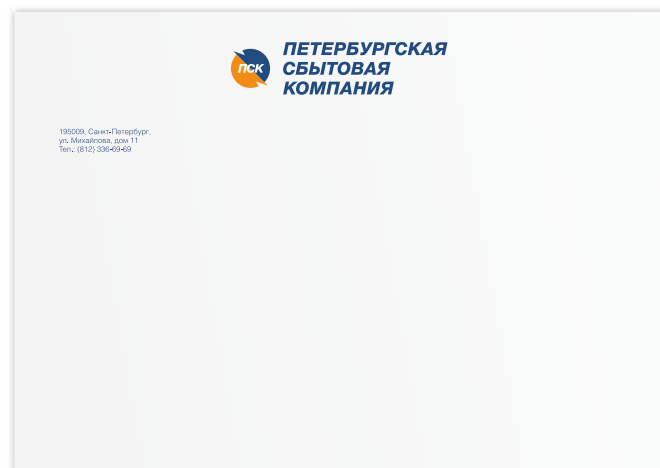 ПСК
ПЕТЕРБУРГСКАЯ
СБЫТОВАЯ
КОМПАНИЯ
195009, Санкт-Петербург,
ул. Михайлова, дом 11
Тел.: (812) 336-69-69